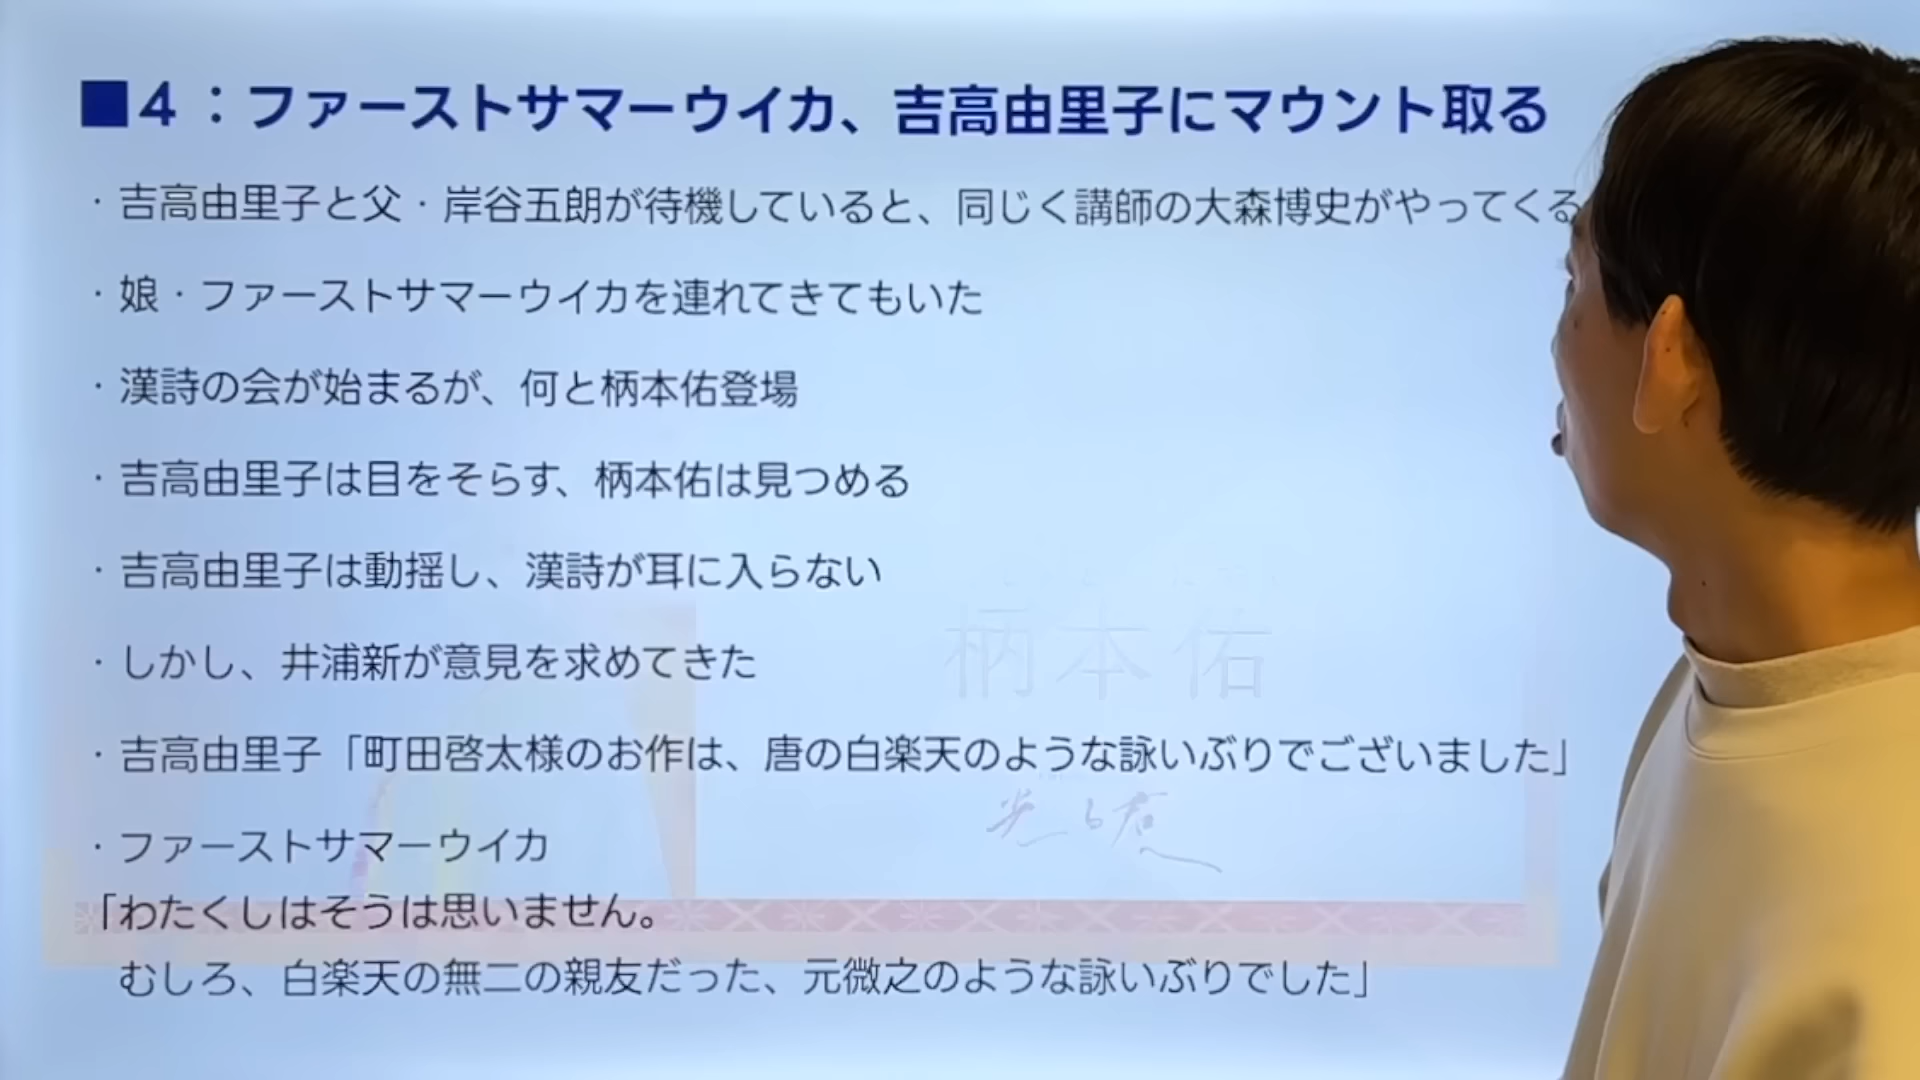 ■４：ファーストサマーウイカ、吉高由里子にマウント取る
・吉高由里子と父・岸谷五朗が待機していると、同じく講師の大森博史がやってくる
・娘・ファーストサマーウイカを連れてきてもいた
・漢詩の会が始まるが、何と柄本佑登場
・吉高由里子は目をそらす、柄本佑は見つめる
・吉高由里子は動揺し、漢詩が耳に入らない
柄本佑
・しかし、井浦新が意見を求めてきた
・吉高由里子「町田啓太様のお作は、唐の白楽天のような詠いぶりでございました」
光る君へ
・ファーストサマーウイカ
「わたくしはそうは思いません。
むしろ、白楽天の無二の親友だった、元微之のような詠いぶりでした」